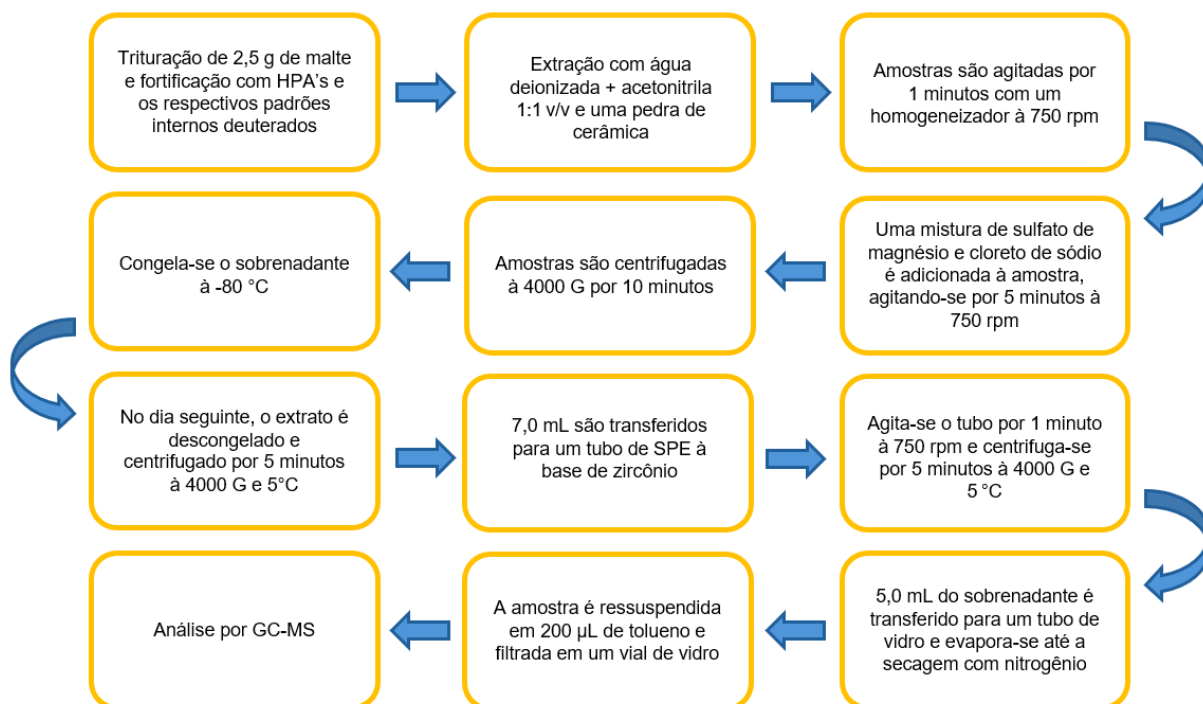 Trituração de 2,5 g de malte
e fortificação com HPA's e
os respectivos padrões
internos deuterados
Extração com água
deionizada + acetonitrila
1:1 v/v e uma pedra de
cerâmica
Amostras são agitadas por
1 minutos com um
homogeneizador à 750 rpm
Uma mistura de sulfato de
magnésio e cloreto de sódio
é adicionada à amostra,
agitando-se por 5 minutos à
750 rpm
Amostras são centrifugadas
à 4000 G por 10 minutos
Congela-se o sobrenadante
à -80 °C
No dia seguinte, o extrato é
descongelado e
centrifugado por 5 minutos
à 4000 G e 5°C
7,0 mL são transferidos
para um tubo de SPE à
base de zircônio
Agita-se o tubo por 1 minuto
à 750 rpm e centrifuga-se
por 5 minutos à 4000 G e
5 °C
5,0 mL do sobrenadante é
transferido para um tubo de
vidro e evapora-se até a
secagem com nitrogênio
A amostra é ressuspendida
em 200 µL de tolueno e
filtrada em um vial de vidro
Análise por GC-MS